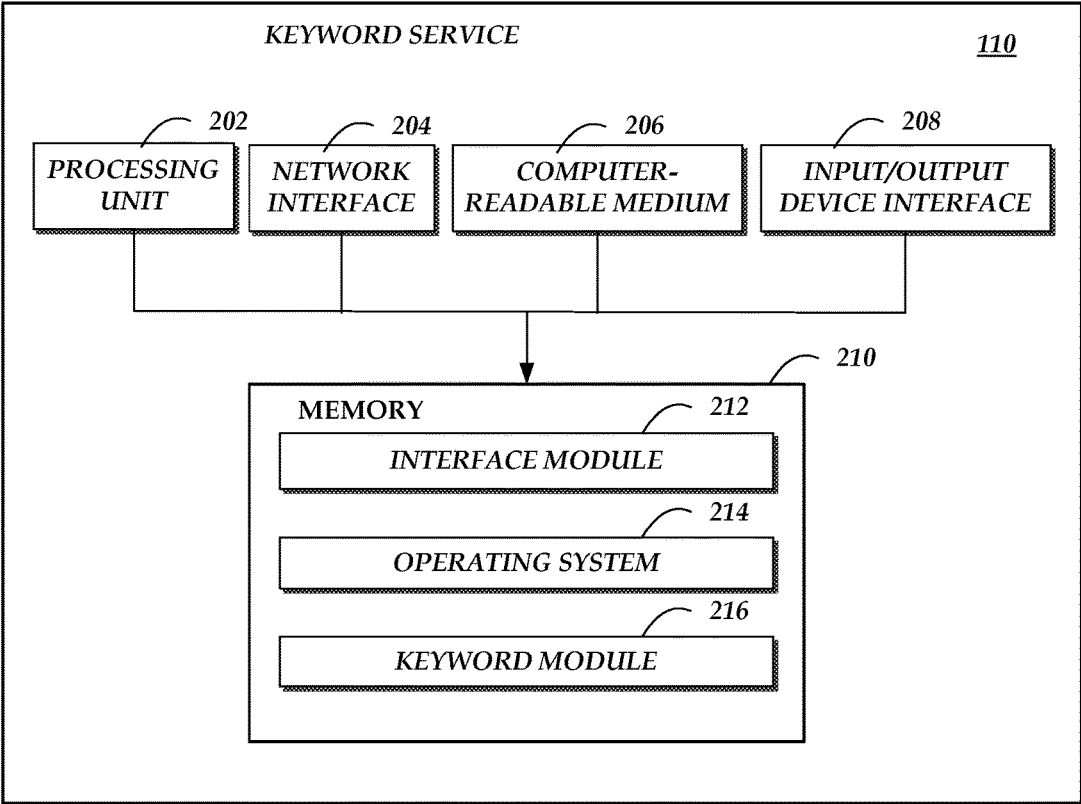 KEYWORD SERVICE
110
202
204
206
208
PROCESSING
UNIT
NETWORK
INTERFACE
COMPUTER-
READABLE MEDIUM
INPUT/OUTPUT
DEVICE INTERFACE
210
MEMORY
212
INTERFACE MODULE
214
OPERATING SYSTEM
216
KEYWORD MODULE